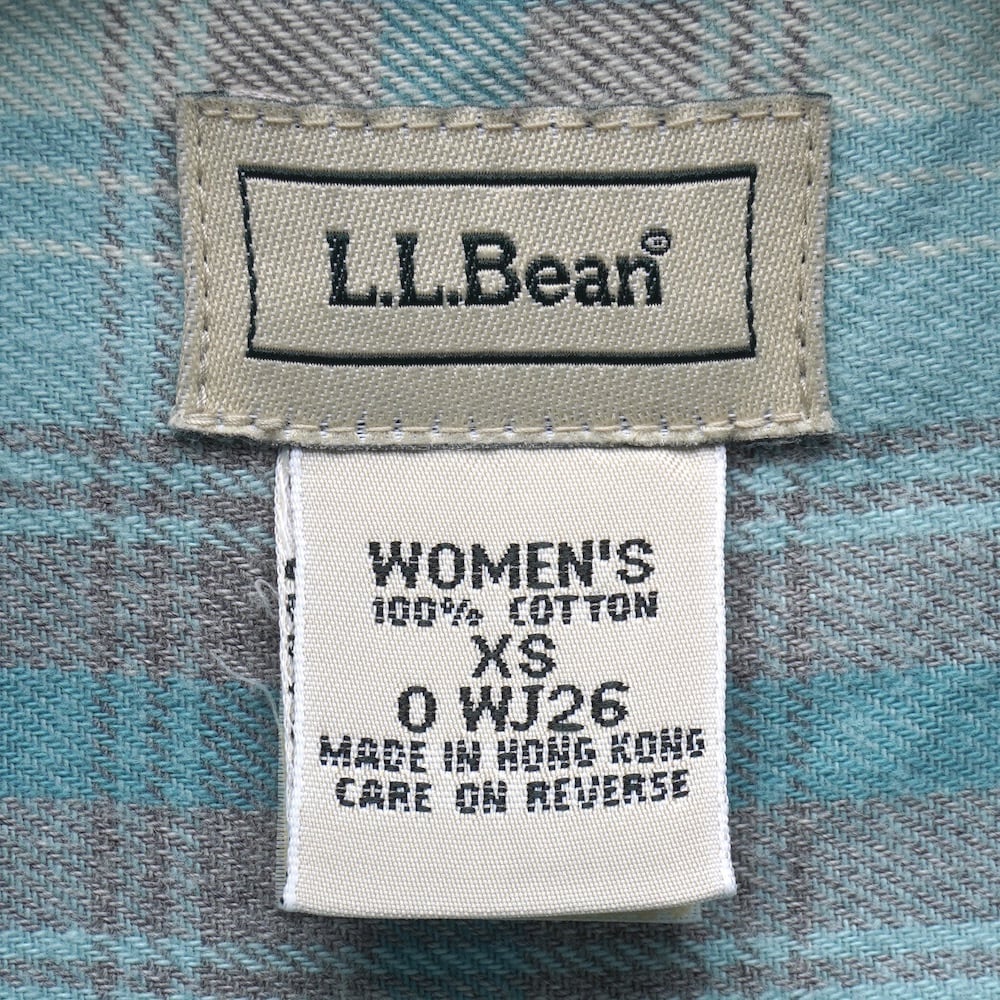 L.L.Bean®
WOMEN'S
100% COTTON
XS
0 WJ26
MADE IN HONG KONG
CARE ON REVERSE